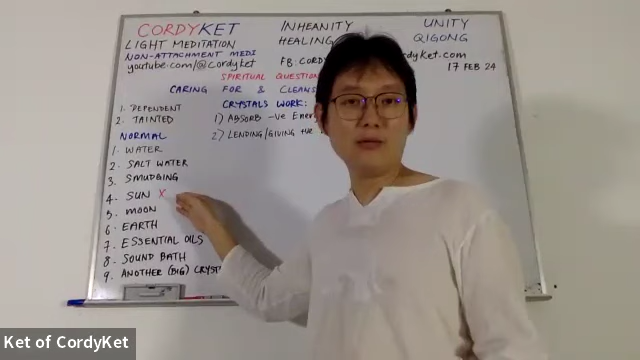 CORDYKET
LIGHT MEDITATION
NON-ATTACHMENT MEDI
youtube.com/@Cordyket
INHEANITY
HEALING
FB: CORDY
UNITY
QIGONG
dyKet.com
17 FEB 24
SPIRITUAL QUESTION
CARING FOR & CLEANS
1. DEPENDENT
2. TAINTED
CRYSTALS WORK:
1) ABSORB -Ve Ener
2) LENDING/GIVING +ve
NORMAL
1. WATER
2. SALT WATER
3. SMUDGING
4. SUN X
5. MOON
6. EARTH
7. ESSENTIAL OILS
8. SOUND BATH
9. ANOTHER (BIG) CRYST
Ket of CordyKet